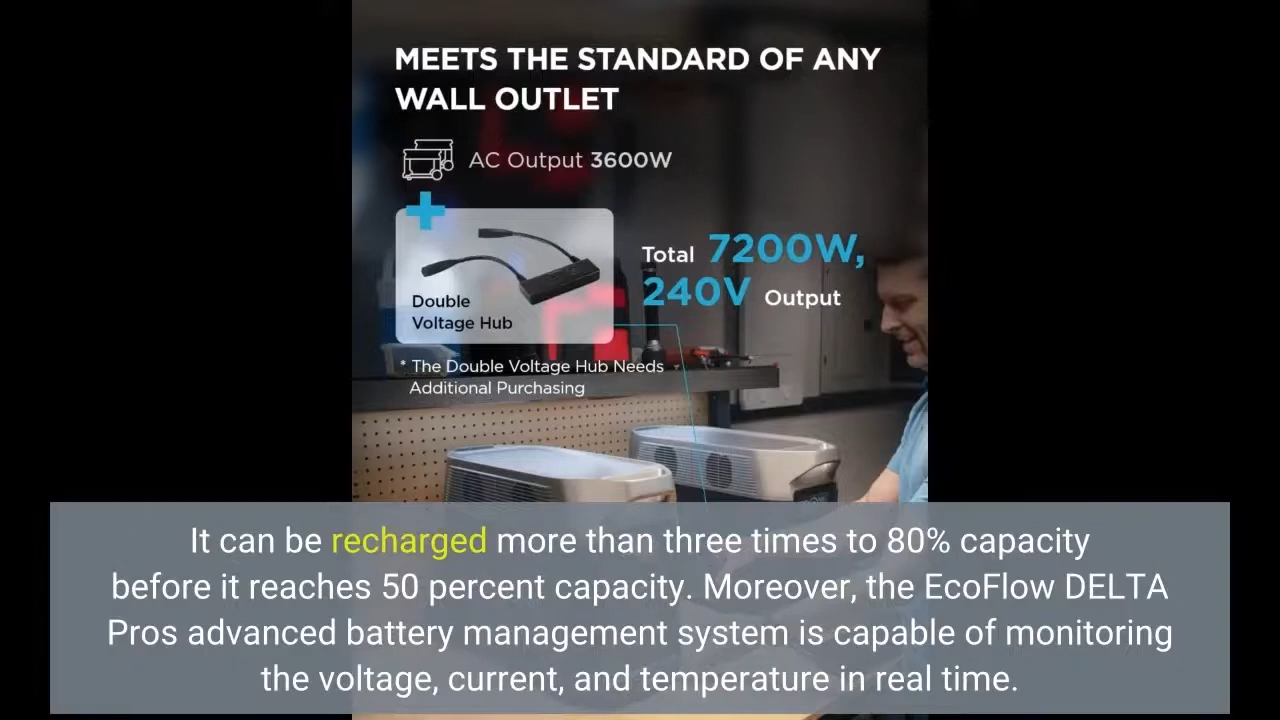 MEETS THE STANDARD OF ANY
WALL OUTLET
AC Output 3600W
Total 7200W,
240V Output
Double
Voltage Hub
* The Double Voltage Hub Needs
Additional Purchasing
It can be recharged more than three times to 80% capacity
before it reaches 50 percent capacity. Moreover, the EcoFlow DELTA
Pros advanced battery management system is capable of monitoring
the voltage, current, and temperature in real time.